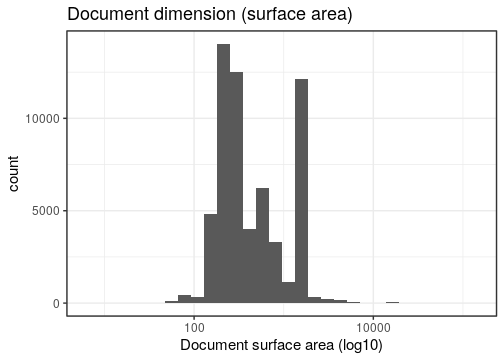 Document dimension (surface area)
10000
5000
0
count
100
10000
Document surface area (log10)